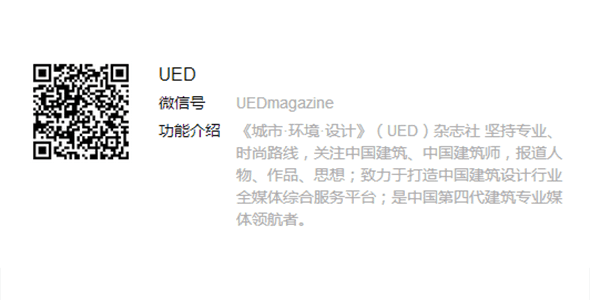 UED
微信号 UEDmagazine
功能介绍 《城市·环境·设计》（UED）杂志社 坚持专业、
时尚路线，关注中国建筑、中国建筑师，报道人
物、作品、思想；致力于打造中国建筑设计行业
全媒体综合服务平台；是中国第四代建筑专业媒
体领航者。